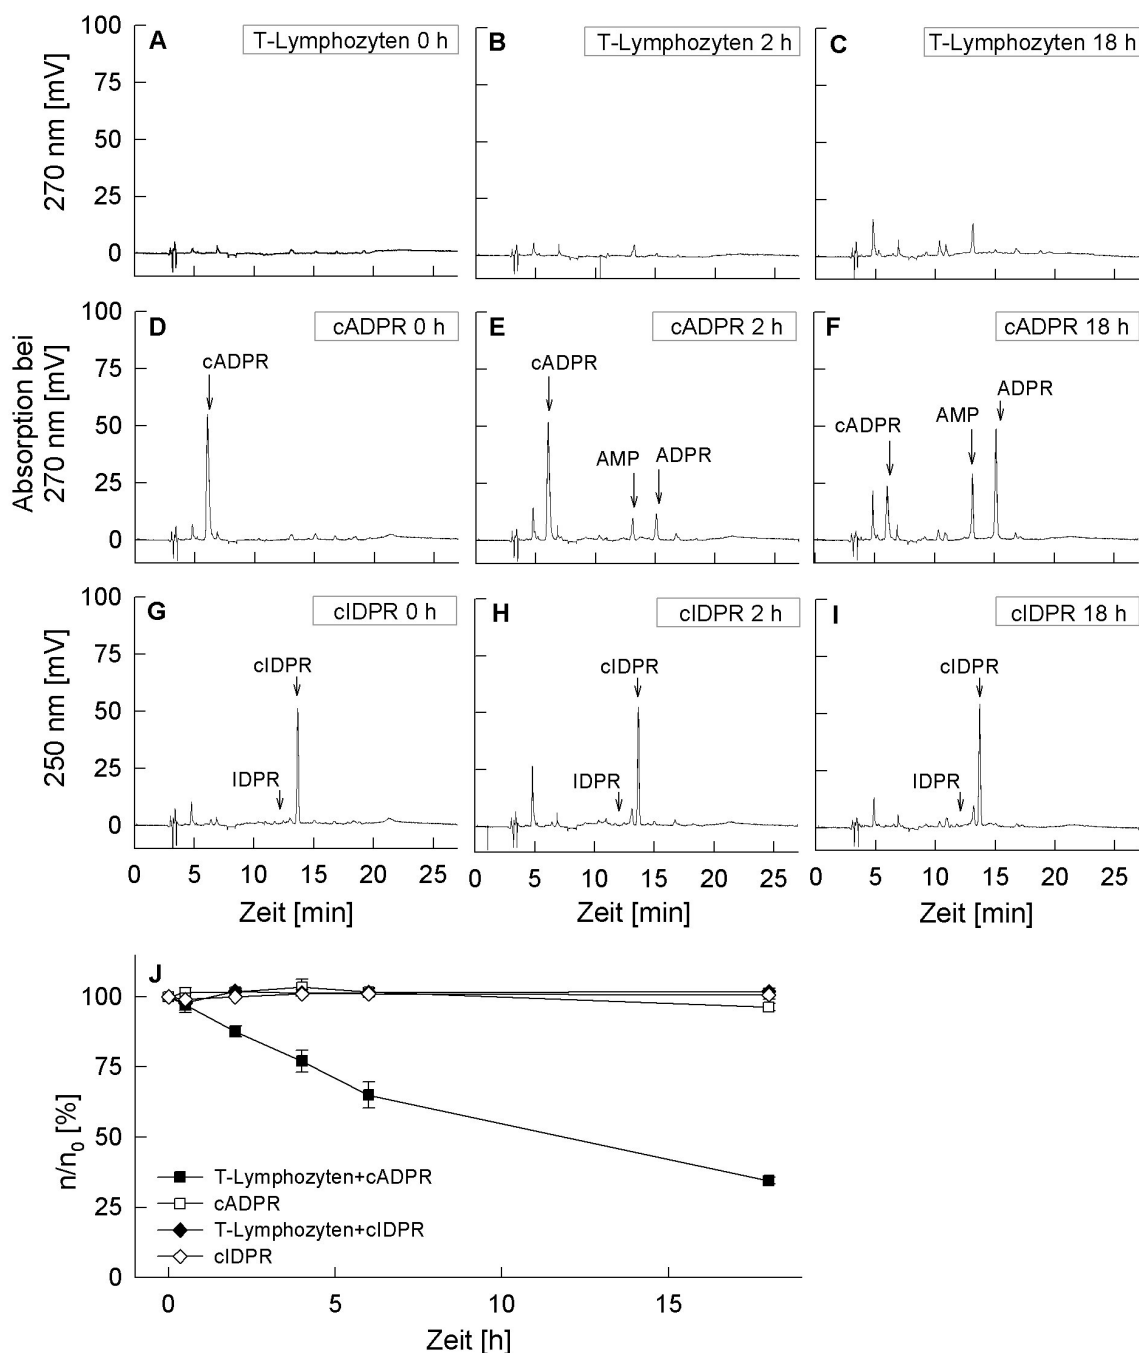 A
T-Lymphozyten 0 h
B
T-Lymphozyten 2 h
C
T-Lymphozyten 18 h
100
75
50
25
0
270 nm [mV]
D
cADPR 0 h
E
cADPR 2 h
F
cADPR 18 h
cADPR
cADPR
AMP
ADPR
cADPR
AMP
ADPR
100
75
50
25
0
Absorption bei
270 nm [mV]
G
cIDPR 0 h
H
cIDPR 2 h
I
cIDPR 18 h
cIDPR
IDPR
cIDPR
IDPR
cIDPR
IDPR
100
75
50
25
0
250 nm [mV]
0 5 10 15 20 25
0 5 10 15 20 25
0 5 10 15 20 25
Zeit [min]
Zeit [min]
Zeit [min]
J
100
75
50
25
0
n/n0 [%]
T-Lymphozyten+cADPR
cADPR
T-Lymphozyten+cIDPR
cIDPR
0 5 10 15
Zeit [h]